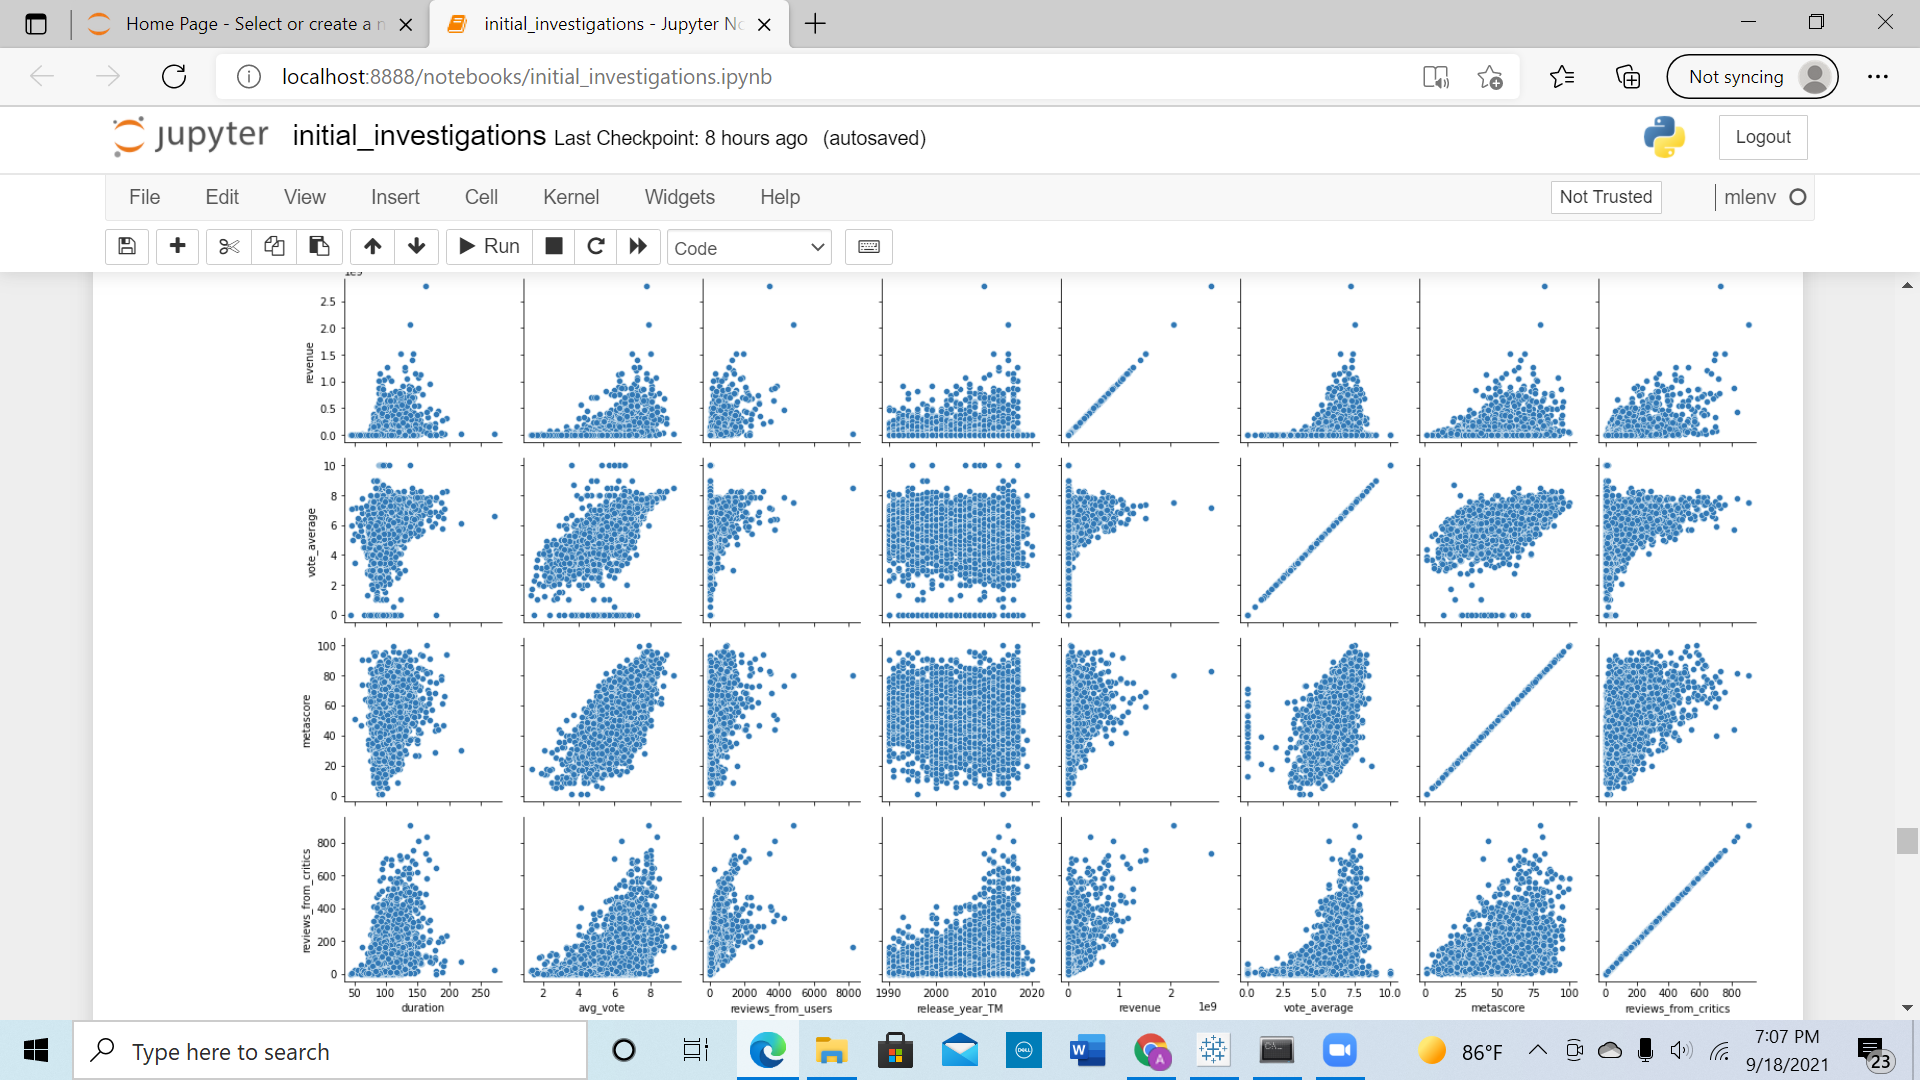 Home Page - Select or create a n
initial_investigations - Jupyter No
localhost:8888/notebooks/initial_investigations.ipynb
Not syncing
jupyter initial_investigations Last Checkpoint: 8 hours ago (autosaved)
Logout
File Edit View Insert Cell Kernel Widgets Help
Not Trusted mlenv
Run Code
revenue
2.5
2.0
1.5
1.0
0.5
0.0
vote_average
10
8
6
4
2
0
metascore
100
80
60
40
20
0
reviews_from_critics
800
600
400
200
0
50 100 150 200 250
duration
2 4 6 8
avg_vote
0 2000 4000 6000 8000
reviews_from_users
1990 2000 2010 2020
release_year_TM
0 1 2
revenue 1e9
0.0 2.5 5.0 7.5 10.0
vote_average
0 25 50 75 100
metascore
0 200 400 600 800
reviews_from_critics
Type here to search
DELL
W
A
86°F
7:07 PM
9/18/2021
23